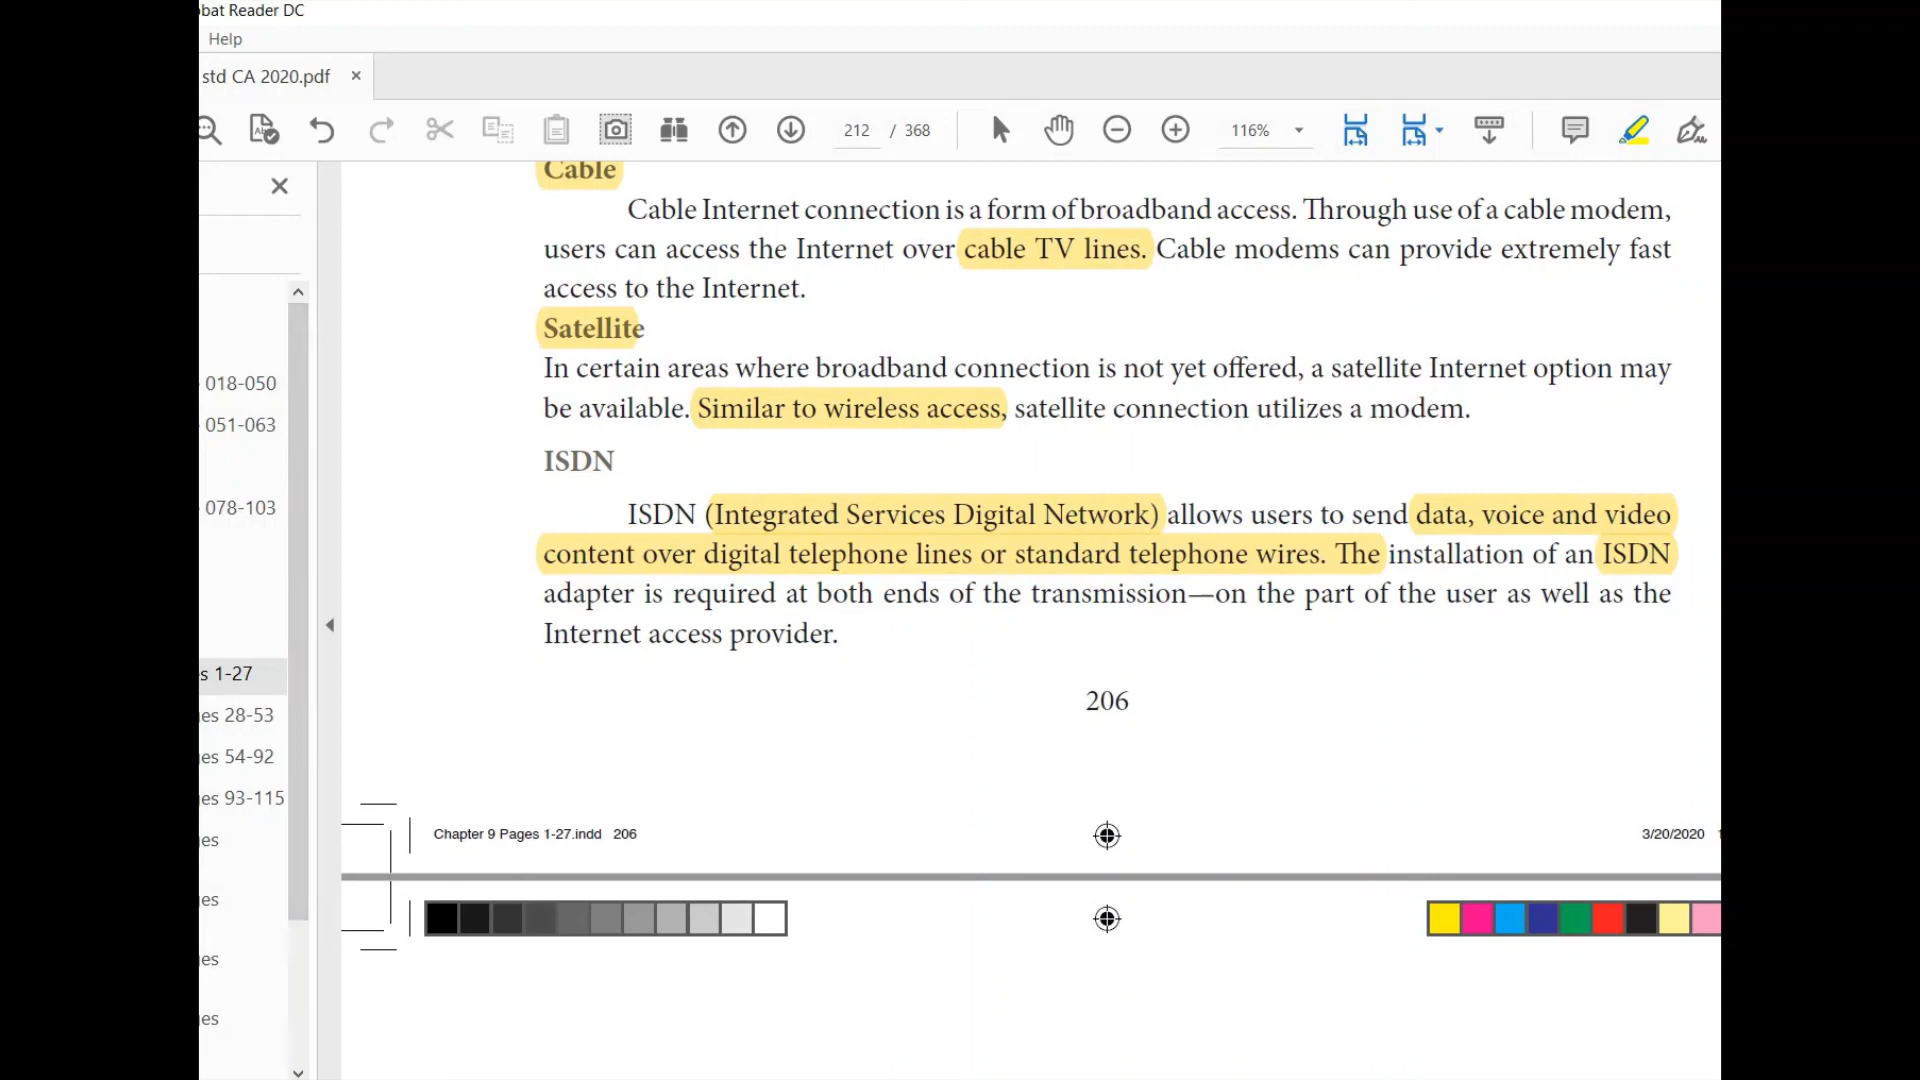 obat Reader DC
Help
std CA 2020.pdf
212 / 368
116%
Cable
Cable Internet connection is a form of broadband access. Through use of a cable modem,
users can access the Internet over cable TV lines. Cable modems can provide extremely fast
access to the Internet.
Satellite
In certain areas where broadband connection is not yet offered, a satellite Internet option may
be available. Similar to wireless access, satellite connection utilizes a modem.
ISDN
ISDN (Integrated Services Digital Network) allows users to send data, voice and video
content over digital telephone lines or standard telephone wires. The installation of an ISDN
adapter is required at both ends of the transmission—on the part of the user as well as the
Internet access provider.
206
Chapter 9 Pages 1-27.indd 206
3/20/2020
018-050
051-063
078-103
s 1-27
es 28-53
es 54-92
es 93-115
es
es
es
es